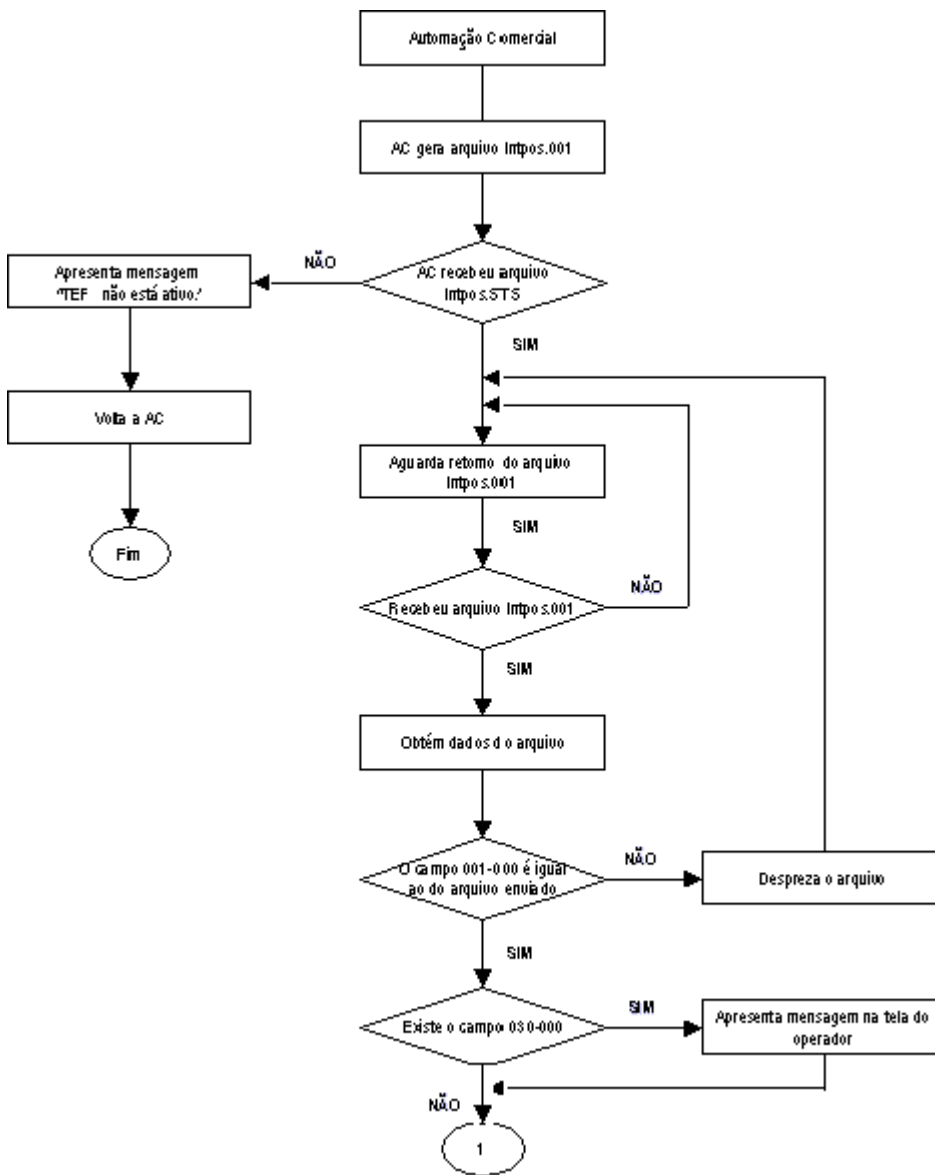 Automação Comercial
AC gera arquivo Intpos.001
AC recebeu arquivo
Intpos.STS
NÃO
Apresenta mensagem
"TEF não está ativo."
SIM
Volta a AC
Aguarda retorno do arquivo
Intpos.001
SIM
Fim
Recebeu arquivo Intpos.001
NÃO
SIM
Obtém dados do arquivo
O campo 001-000 é igual
ao do arquivo enviado
NÃO
Despreza o arquivo
SIM
Existe o campo 030-000
SIM
Apresenta mensagem na tela do
operador
NÃO
1